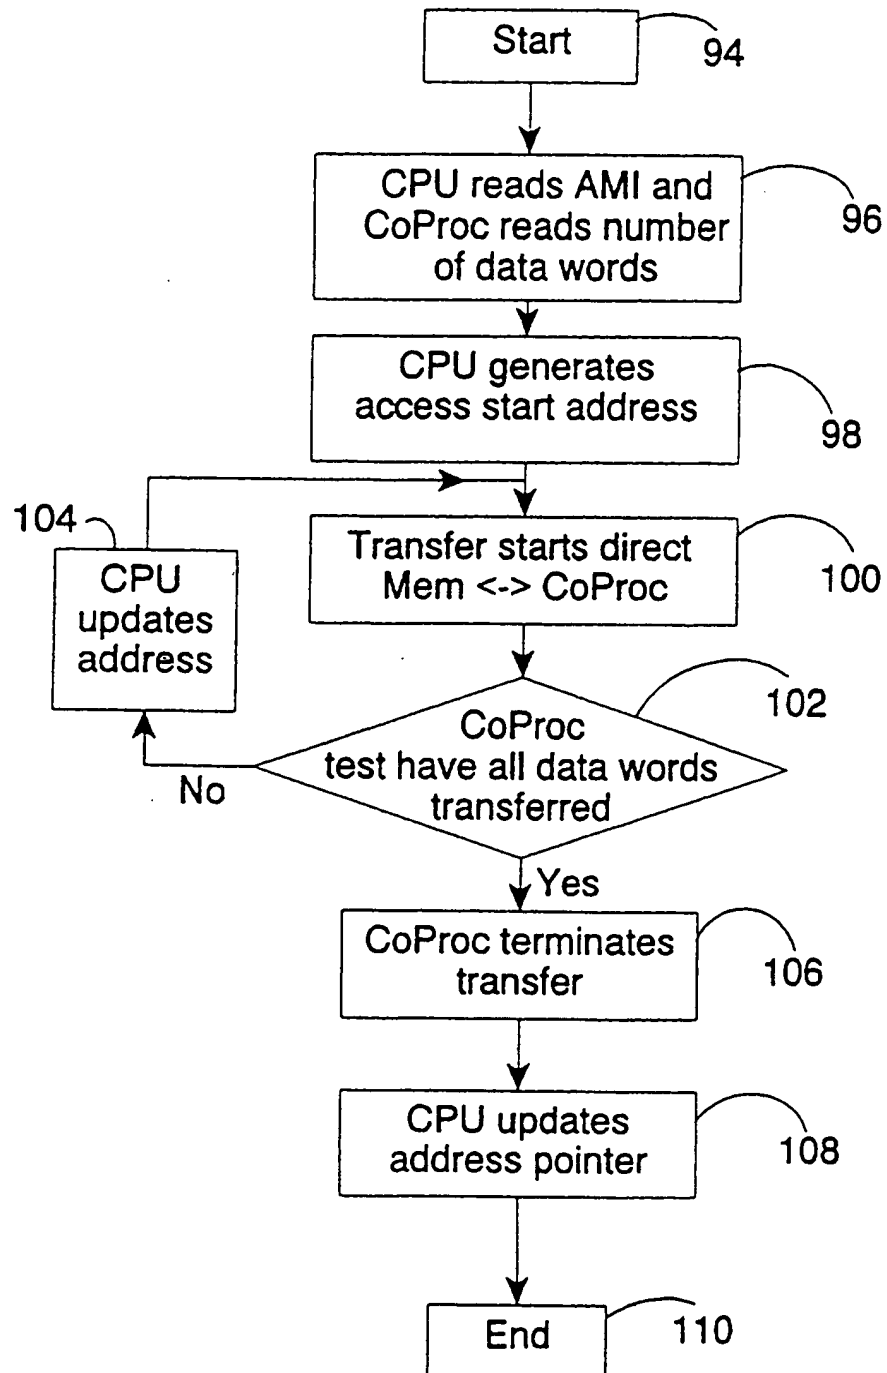 Start
94
CPU reads AMI and
CoProc reads number
of data words
96
CPU generates
access start address
98
104
CPU
updates
address
Transfer starts direct
Mem <-> CoProc
100
102
CoProc
test have all data words
transferred
No
Yes
CoProc terminates
transfer
106
CPU updates
address pointer
108
End
110